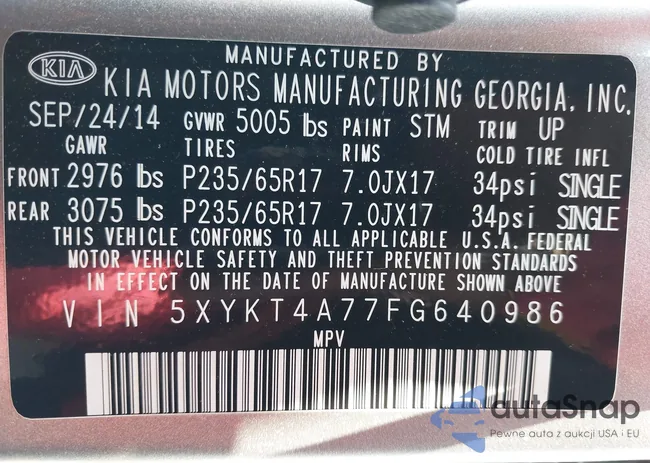 MANUFACTURED BY
KIA KIA MOTORS MANUFACTURING GEORGIA, INC.
SEP/24/14 GVWR 5005 lbs PAINT STM TRIM UP
GAWR TIRES RIMS COLD TIRE INFL
FRONT 2976 lbs P235/65R17 7.0JX17 34psi SINGLE
REAR 3075 lbs P235/65R17 7.0JX17 34psi SINGLE
THIS VEHICLE CONFORMS TO ALL APPLICABLE U.S.A. FEDERAL
MOTOR VEHICLE SAFETY AND THEFT PREVENTION STANDARDS
IN EFFECT ON THE DATE OF MANUFACTURE SHOWN ABOVE
VIN 5XYKT4A77FG640986
MPV
autaSnap
Pewne auta z aukcji USA i EU